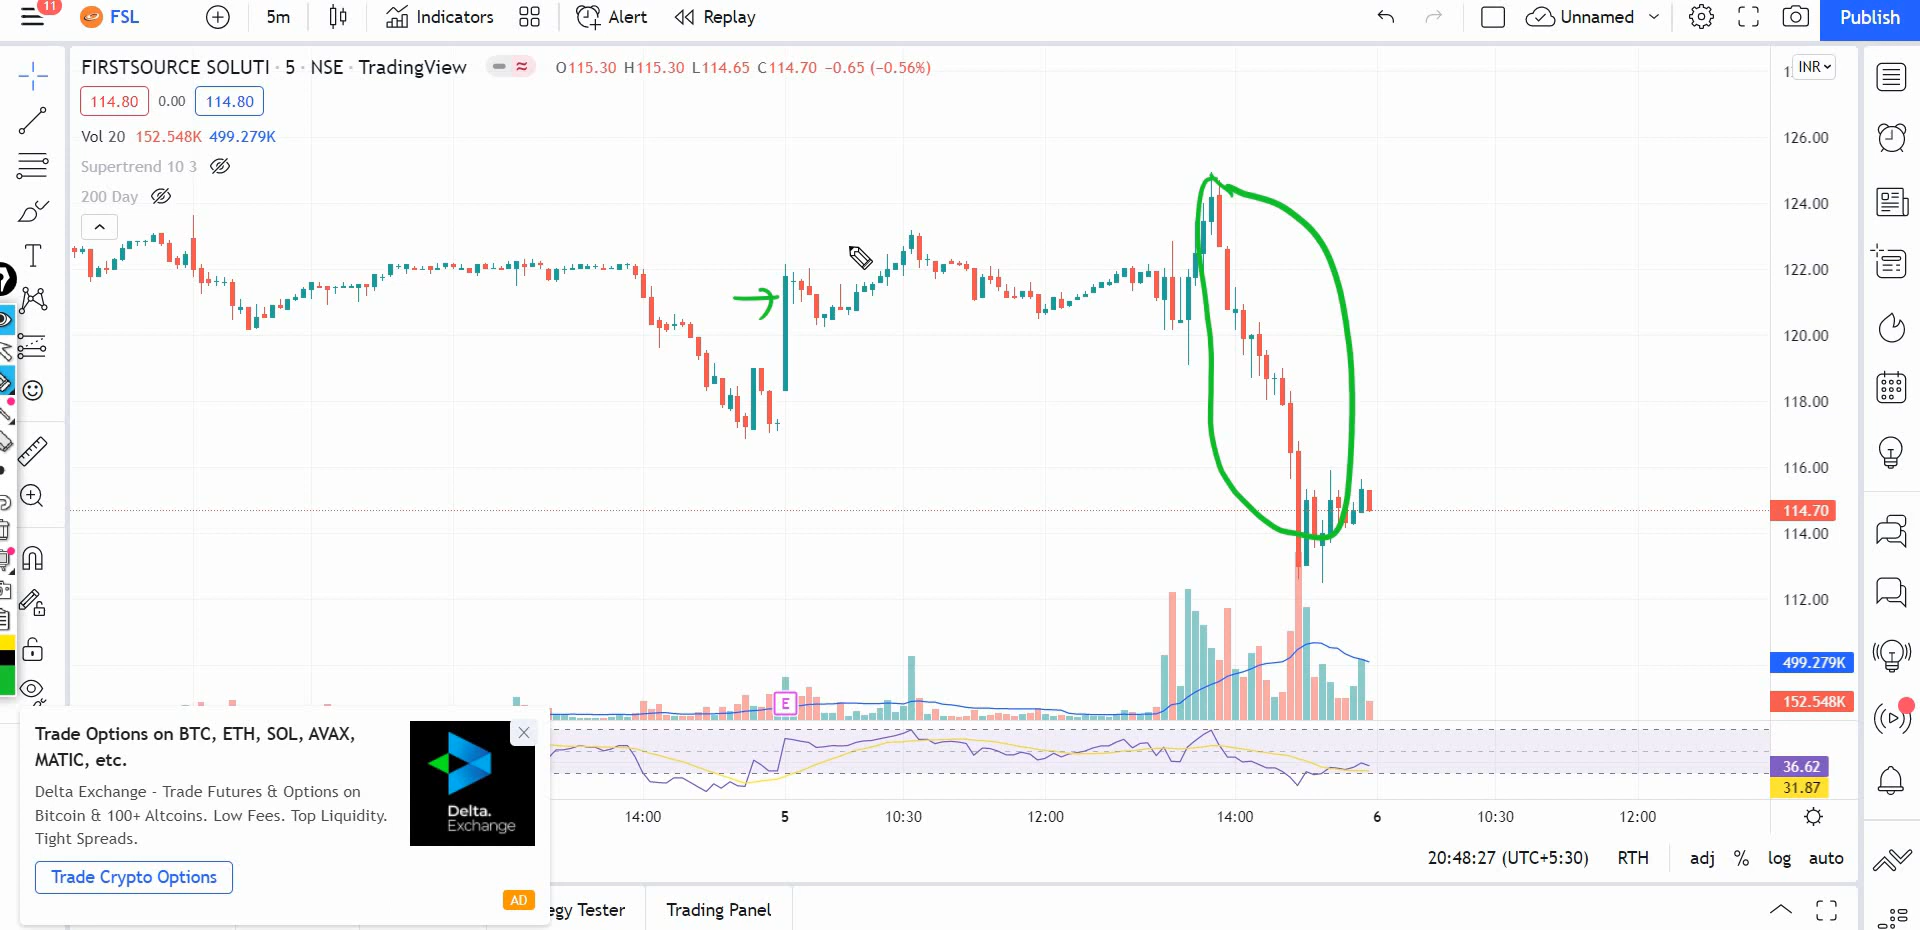 11
FSL
5m
Indicators
Alert
Replay
Unnamed
Publish
FIRSTSOURCE SOLUTI · 5 · NSE · TradingView
O115.30 H115.30 L114.65 C114.70 −0.65 (−0.56%)
INR
114.80 0.00 114.80
Vol 20 152.548K 499.279K
Supertrend 10 3
200 Day
126.00
124.00
122.00
120.00
118.00
116.00
114.70
114.00
112.00
499.279K
152.548K
E
36.62
31.87
14:00 5 10:30 12:00 14:00 6 10:30 12:00
20:48:27 (UTC+5:30) RTH adj % log auto
Trade Options on BTC, ETH, SOL, AVAX,
MATIC, etc.
Delta Exchange - Trade Futures & Options on
Bitcoin & 100+ Altcoins. Low Fees. Top Liquidity.
Tight Spreads.
Delta.
Exchange
Trade Crypto Options
AD
egy Tester
Trading Panel